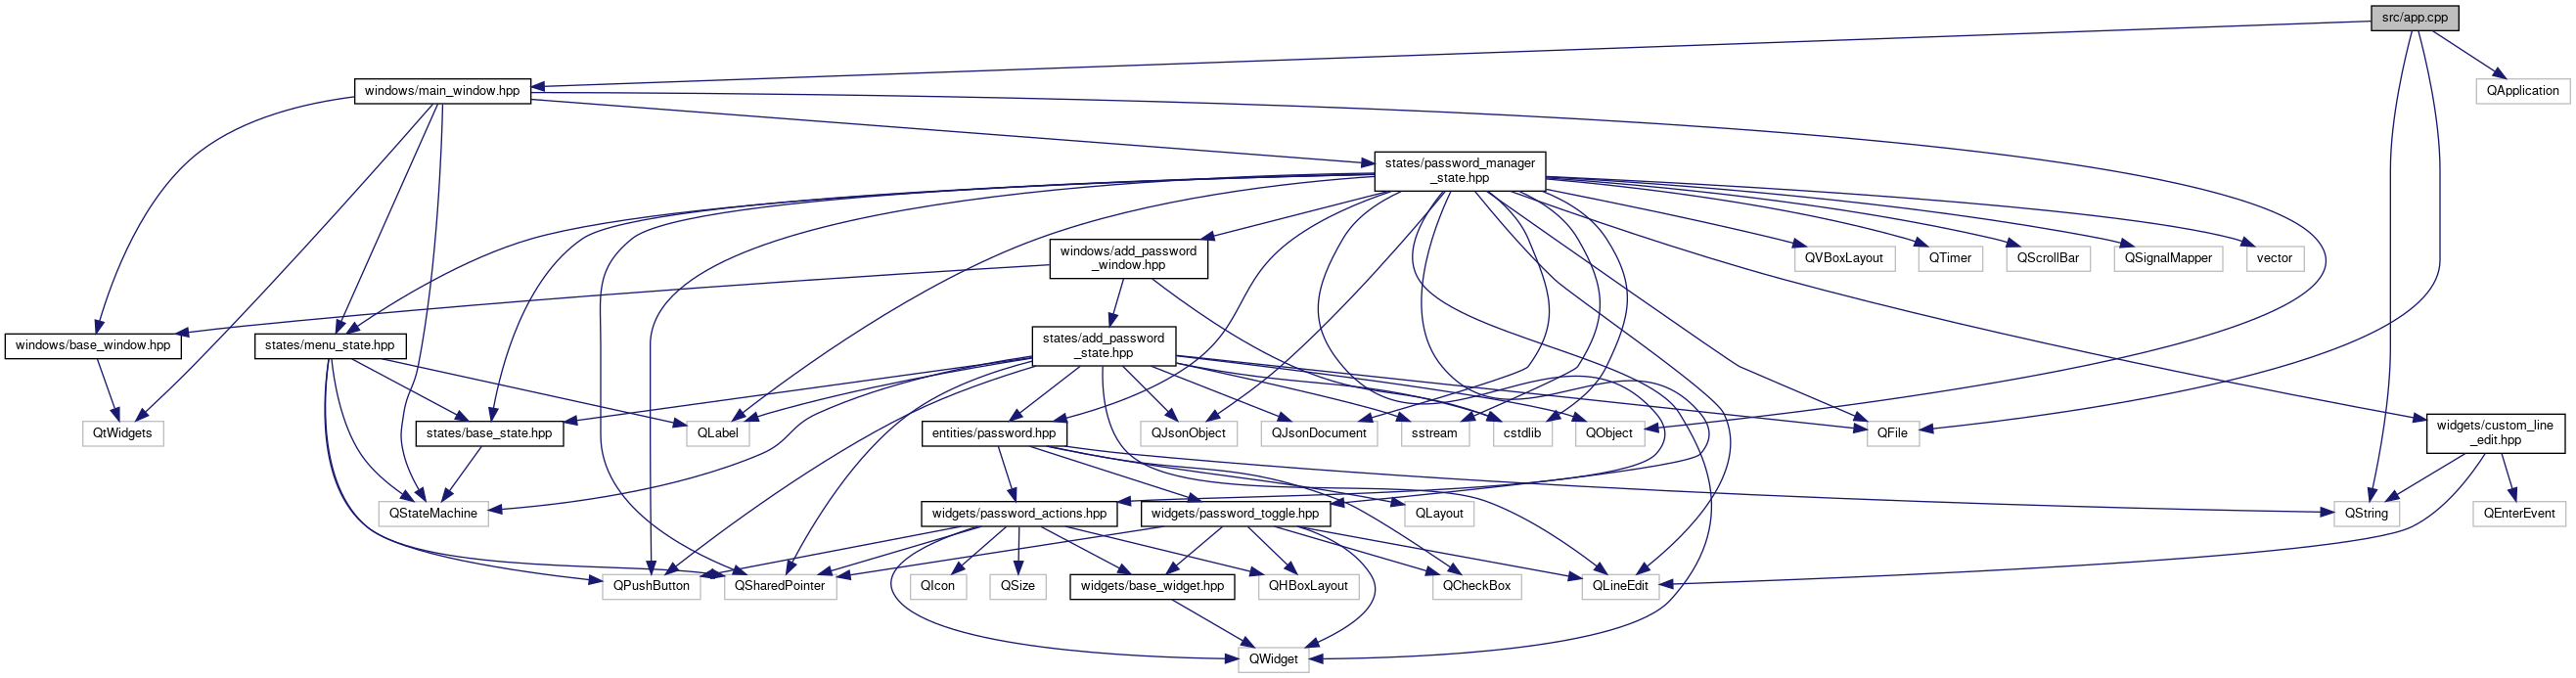 src/app.cpp
windows/main_window.hpp
QApplication
states/password_manager
_state.hpp
windows/add_password
_window.hpp
QVBoxLayout
QTimer
QScrollBar
QSignalMapper
vector
windows/base_window.hpp
states/menu_state.hpp
states/add_password
_state.hpp
QtWidgets
states/base_state.hpp
QLabel
entities/password.hpp
QJsonObject
QJsonDocument
sstream
cstdlib
QObject
QFile
widgets/custom_line
_edit.hpp
QStateMachine
widgets/password_actions.hpp
widgets/password_toggle.hpp
QLayout
QString
QEnterEvent
QPushButton
QSharedPointer
QIcon
QSize
widgets/base_widget.hpp
QHBoxLayout
QCheckBox
QLineEdit
QWidget